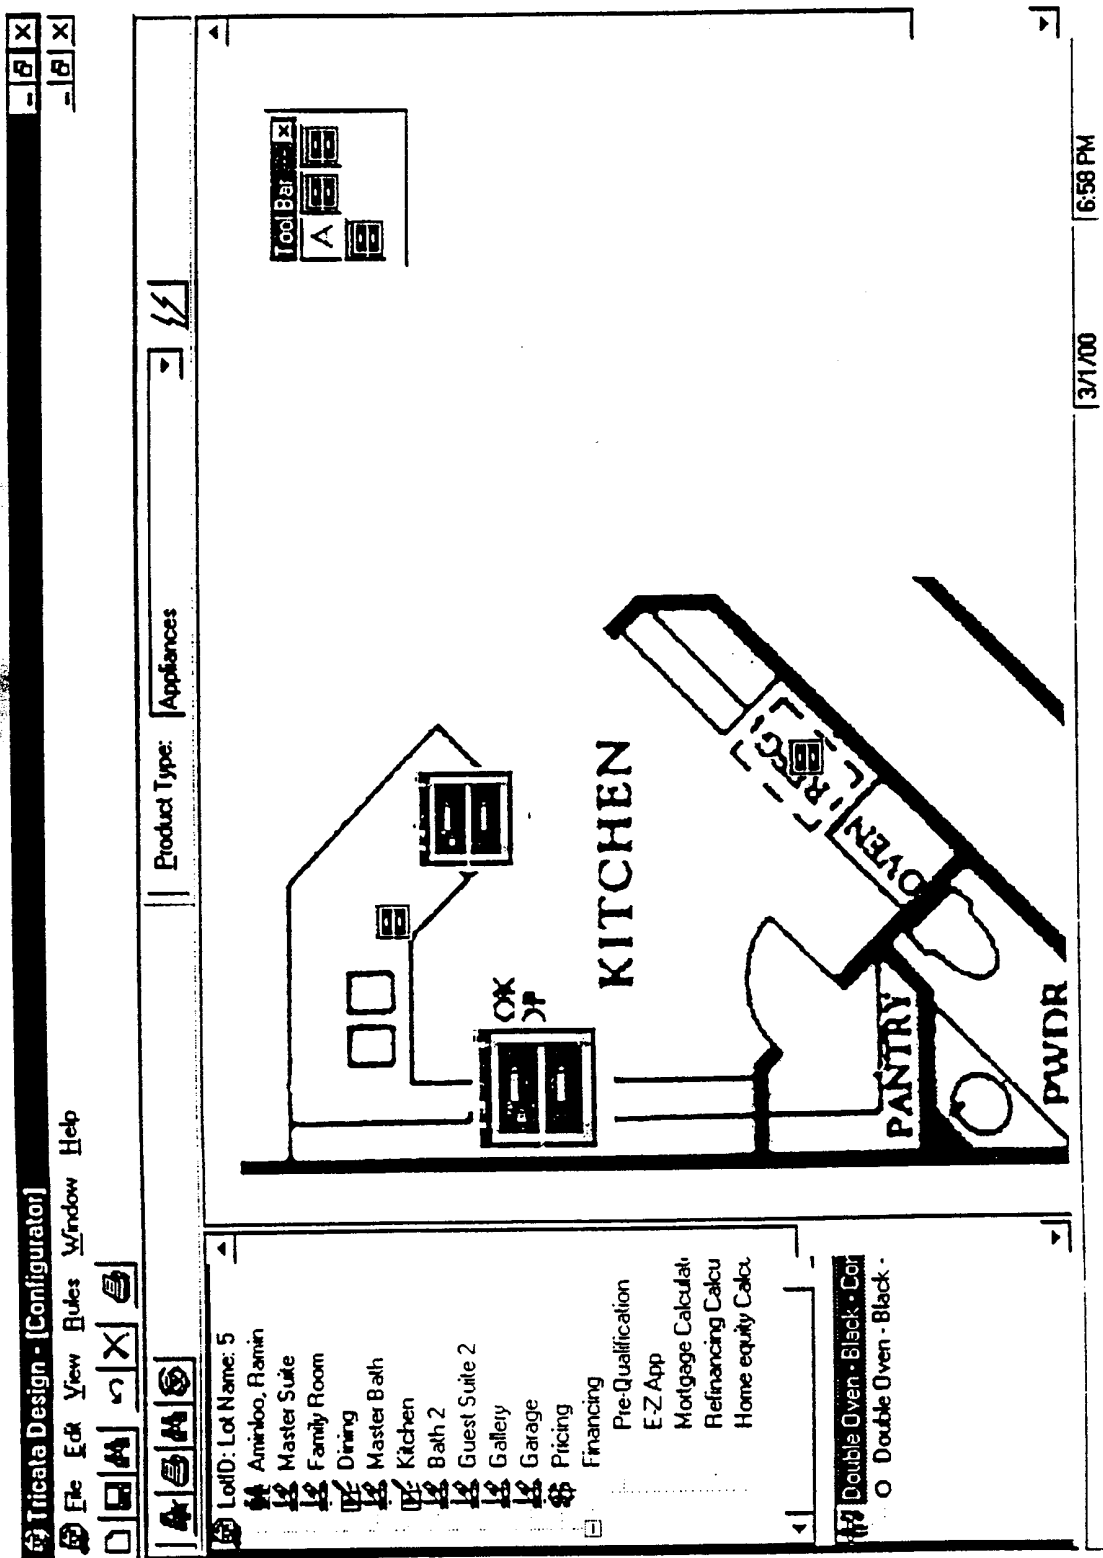 Tricata Design - [Configurator]
File Edit View Rules Window Help
Product Type: Appliances
LotID: Lot Name: 5
Aminloo, Ramin
Master Suite
Family Room
Dining
Master Bath
Kitchen
Bath 2
Guest Suite 2
Gallery
Garage
Pricing
Financing
Pre-Qualification
E-Z App
Mortgage Calculat
Refinancing Calcu
Home equity Calcu
Double Oven - Black - Cor
Double Oven - Black -
Tool Bar
A
KITCHEN
OVEN
PANTRY
PWDR
3/1/00
6:58 PM